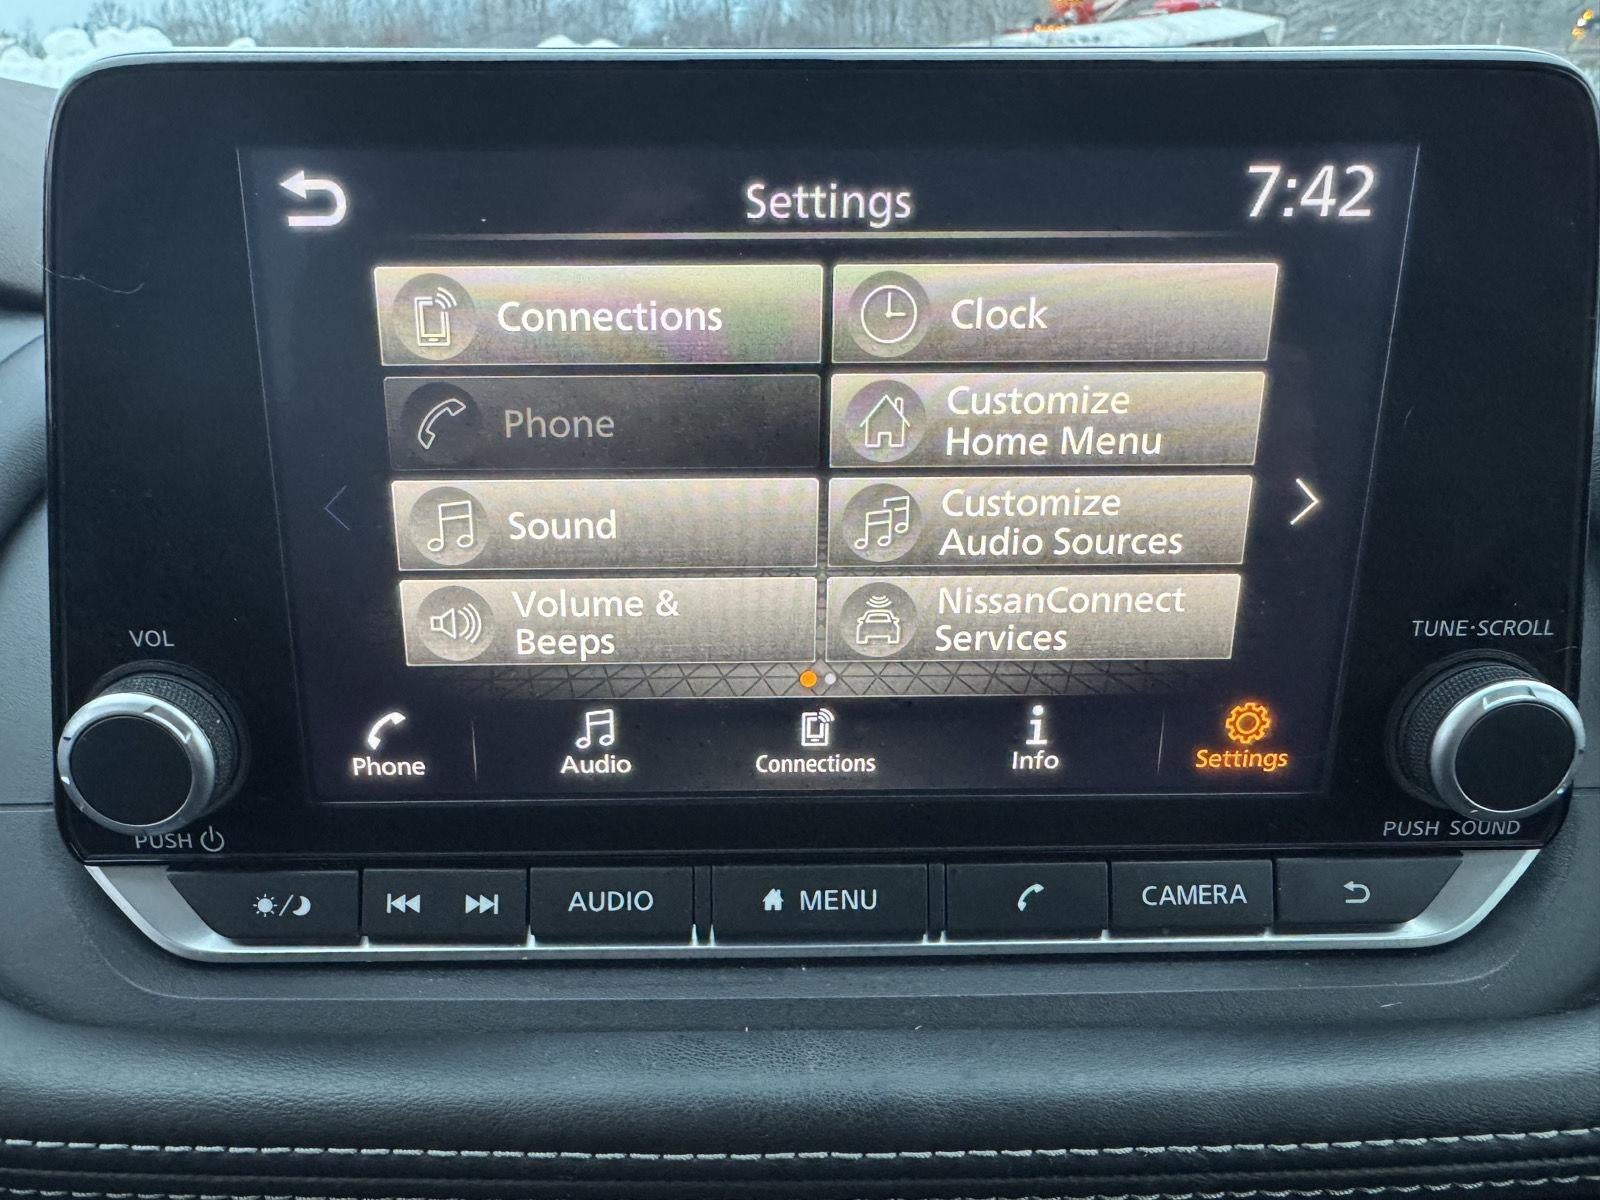 Settings
7:42
Connections
Clock
Phone
Customize
Home Menu
Sound
Customize
Audio Sources
Volume &
Beeps
NissanConnect
Services
VOL
TUNE·SCROLL
Phone
Audio
Connections
Info
Settings
PUSH
PUSH SOUND
AUDIO
MENU
CAMERA